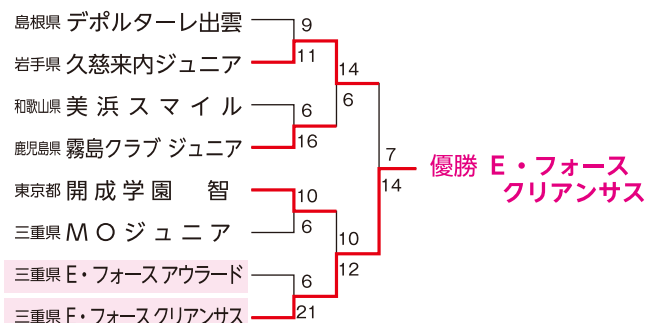 島根県 デポルターレ出雲
9
岩手県 久慈来内ジュニア
11
14
和歌山県 美浜スマイル
6
6
鹿児島県 霧島クラブジュニア
16
7
優勝 E・フォース
クリアンサス
14
東京都 開成学園 智
10
三重県 MOジュニア
6
10
三重県 E・フォースアウラード
6
12
三重県 E・フォースクリアンサス
21